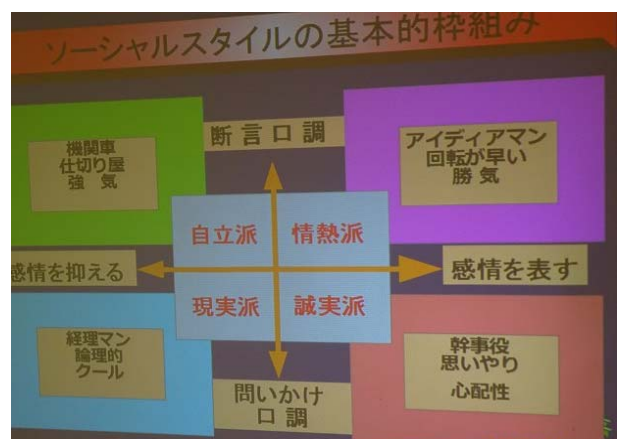 ソーシャルスタイルの基本的枠組み
断言口調
機関車
仕切り屋
強 気
アイディアマン
回転が早い
勝 気
自立派
情熱派
感情を抑える
感情を表す
現実派
誠実派
経理マン
論理的
クール
幹事役
思いやり
心配性
問いかけ
口 調